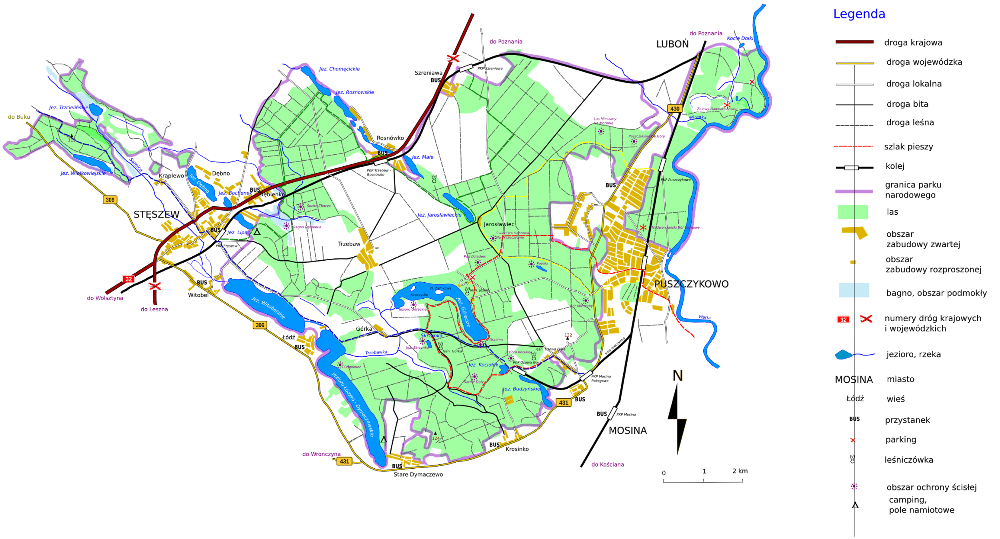 Legenda
do Poznania
Kocie Dołki
do Poznania
LUBOŃ
droga krajowa
droga wojewódzka
Jez. Chomęcickie
PKP Szreniawa
Szreniawa
BUS
droga lokalna
Jez. Rosnowskie
droga bita
Jez. Trzcielińskie
430
Zalewy Nadwarciańskie
do Buku
Wirenka
Las Mieszany
Na Morenie
droga leśna
115
Rosnówko
Puszczykowskie Góry
szlak pieszy
BUS
Jez. Małe
Samica
kolej
PKP Trzebaw -
Rosnówko
Jez. Wielkowiejskie
Krąplewo
Dębno
Jez. Dębno
PKP Puszczykowo
BUS
granica parku
narodowego
BUS
Jez. Bochenek
Dębienko
306
Suche Zbocza
las
STĘSZEW
Jez. Jarosławieckie
Jarosławiec
Bagno Dębienko
Nadwarciański Bór Sosnowy
BUS
Jez. Lipno
Świetlista Dąbrowa
Na Wysoczyźnie
obszar
zabudowy zwartej
PKP Stęszew
Trzebaw
Pod Dziadem
Pojniki
obszar
zabudowy rozproszonej
32
BUS
Witobel
do Wolsztyna
W. Zamkowa
Kopczysko
leśn. Jeziory
PUSZCZYKOWO
bagno, obszar podmokły
Jez. Witobelskie
Jezioro Góreckie
Jez. Góreckie
Bór Mieszany
do Leszna
Warta
32
numery dróg krajowych
i wojewódzkich
306
Górka
Łódź
BUS
Skrzynka
Jez. Skrzynka
leśn. Górka
Grabina
132
linia nieczynna
Trzebawka
Jezioro Kociołek
leśn. Osowa Góra
jezioro, rzeka
Czapliniec
Jez. Kociołek
PKP Osowa Góra
Sarnie Doły
PKP Mosina
Pożegowo
N
MOSINA
miasto
Jezioro Łódzko - Dymaczewskie
Jez. Budzyńskie
BUS
431
Łódź
wieś
BUS
PKP Mosina
BUS
przystanek
MOSINA
124
parking
BUS
Krosinko
do Wronczyna
431
BUS
leśniczówka
do Kościana
Stare Dymaczewo
0
1
2 km
obszar ochrony ścisłej
camping,
pole namiotowe